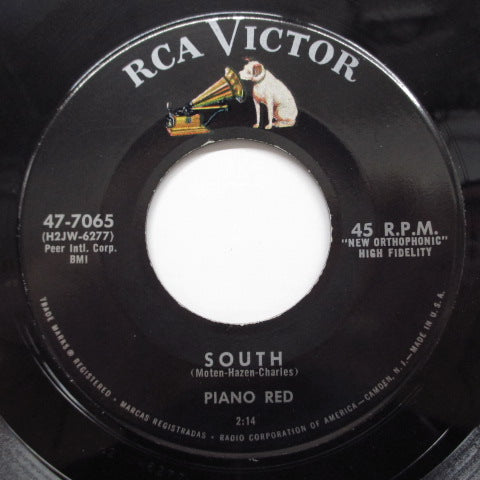 RCA VICTOR
47-7065
(H2JW-6277)
Peer Intl. Corp.
BMI
45 R.P.M.
"NEW ORTHOPHONIC"
HIGH FIDELITY
SOUTH
(Moten-Hazen-Charles)
PIANO RED
2:14
TRADE MARKS ® REGISTERED • MARCAS REGISTRADAS • RADIO CORPORATION OF AMERICA—CAMDEN, N.J.—MADE IN U.S.A.